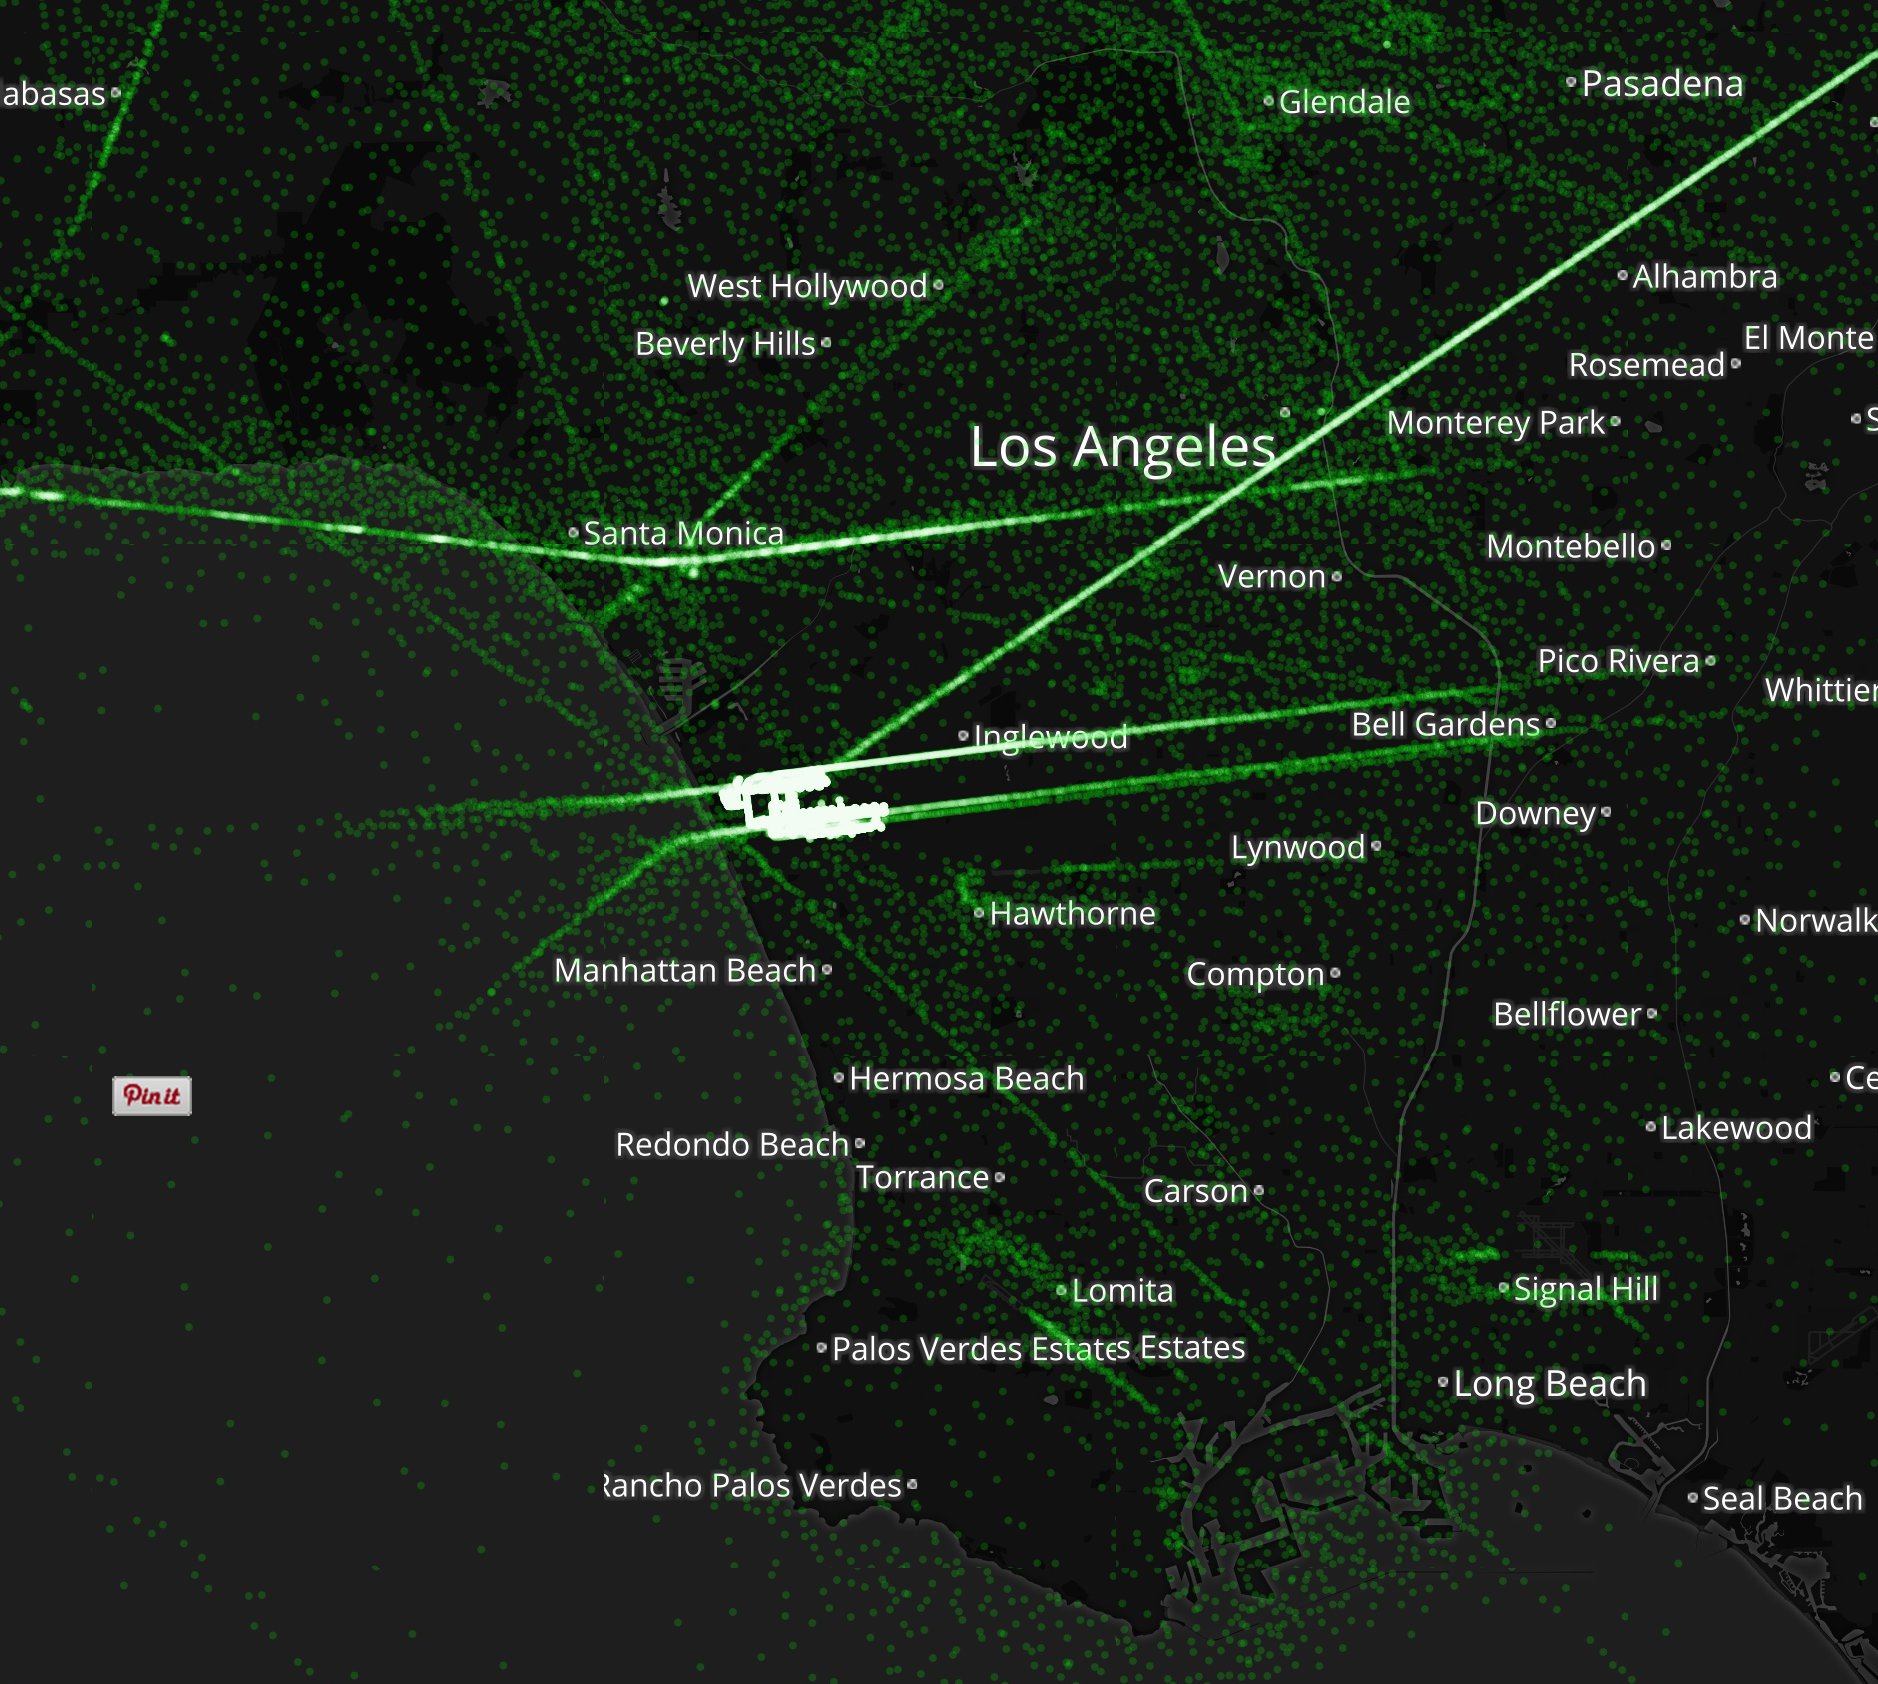 abasas
Pasadena
Glendale
Alhambra
West Hollywood
El Monte
Beverly Hills
Rosemead
Monterey Park
S
Los Angeles
Santa Monica
Montebello
Vernon
Pico Rivera
Whittier
Bell Gardens
Inglewood
Downey
Lynwood
Hawthorne
Norwalk
Manhattan Beach
Compton
Bellflower
Hermosa Beach
Ce
Pin it
Lakewood
Redondo Beach
Torrance
Carson
Signal Hill
Lomita
Palos Verdes Estates Estates
Long Beach
Rancho Palos Verdes
Seal Beach